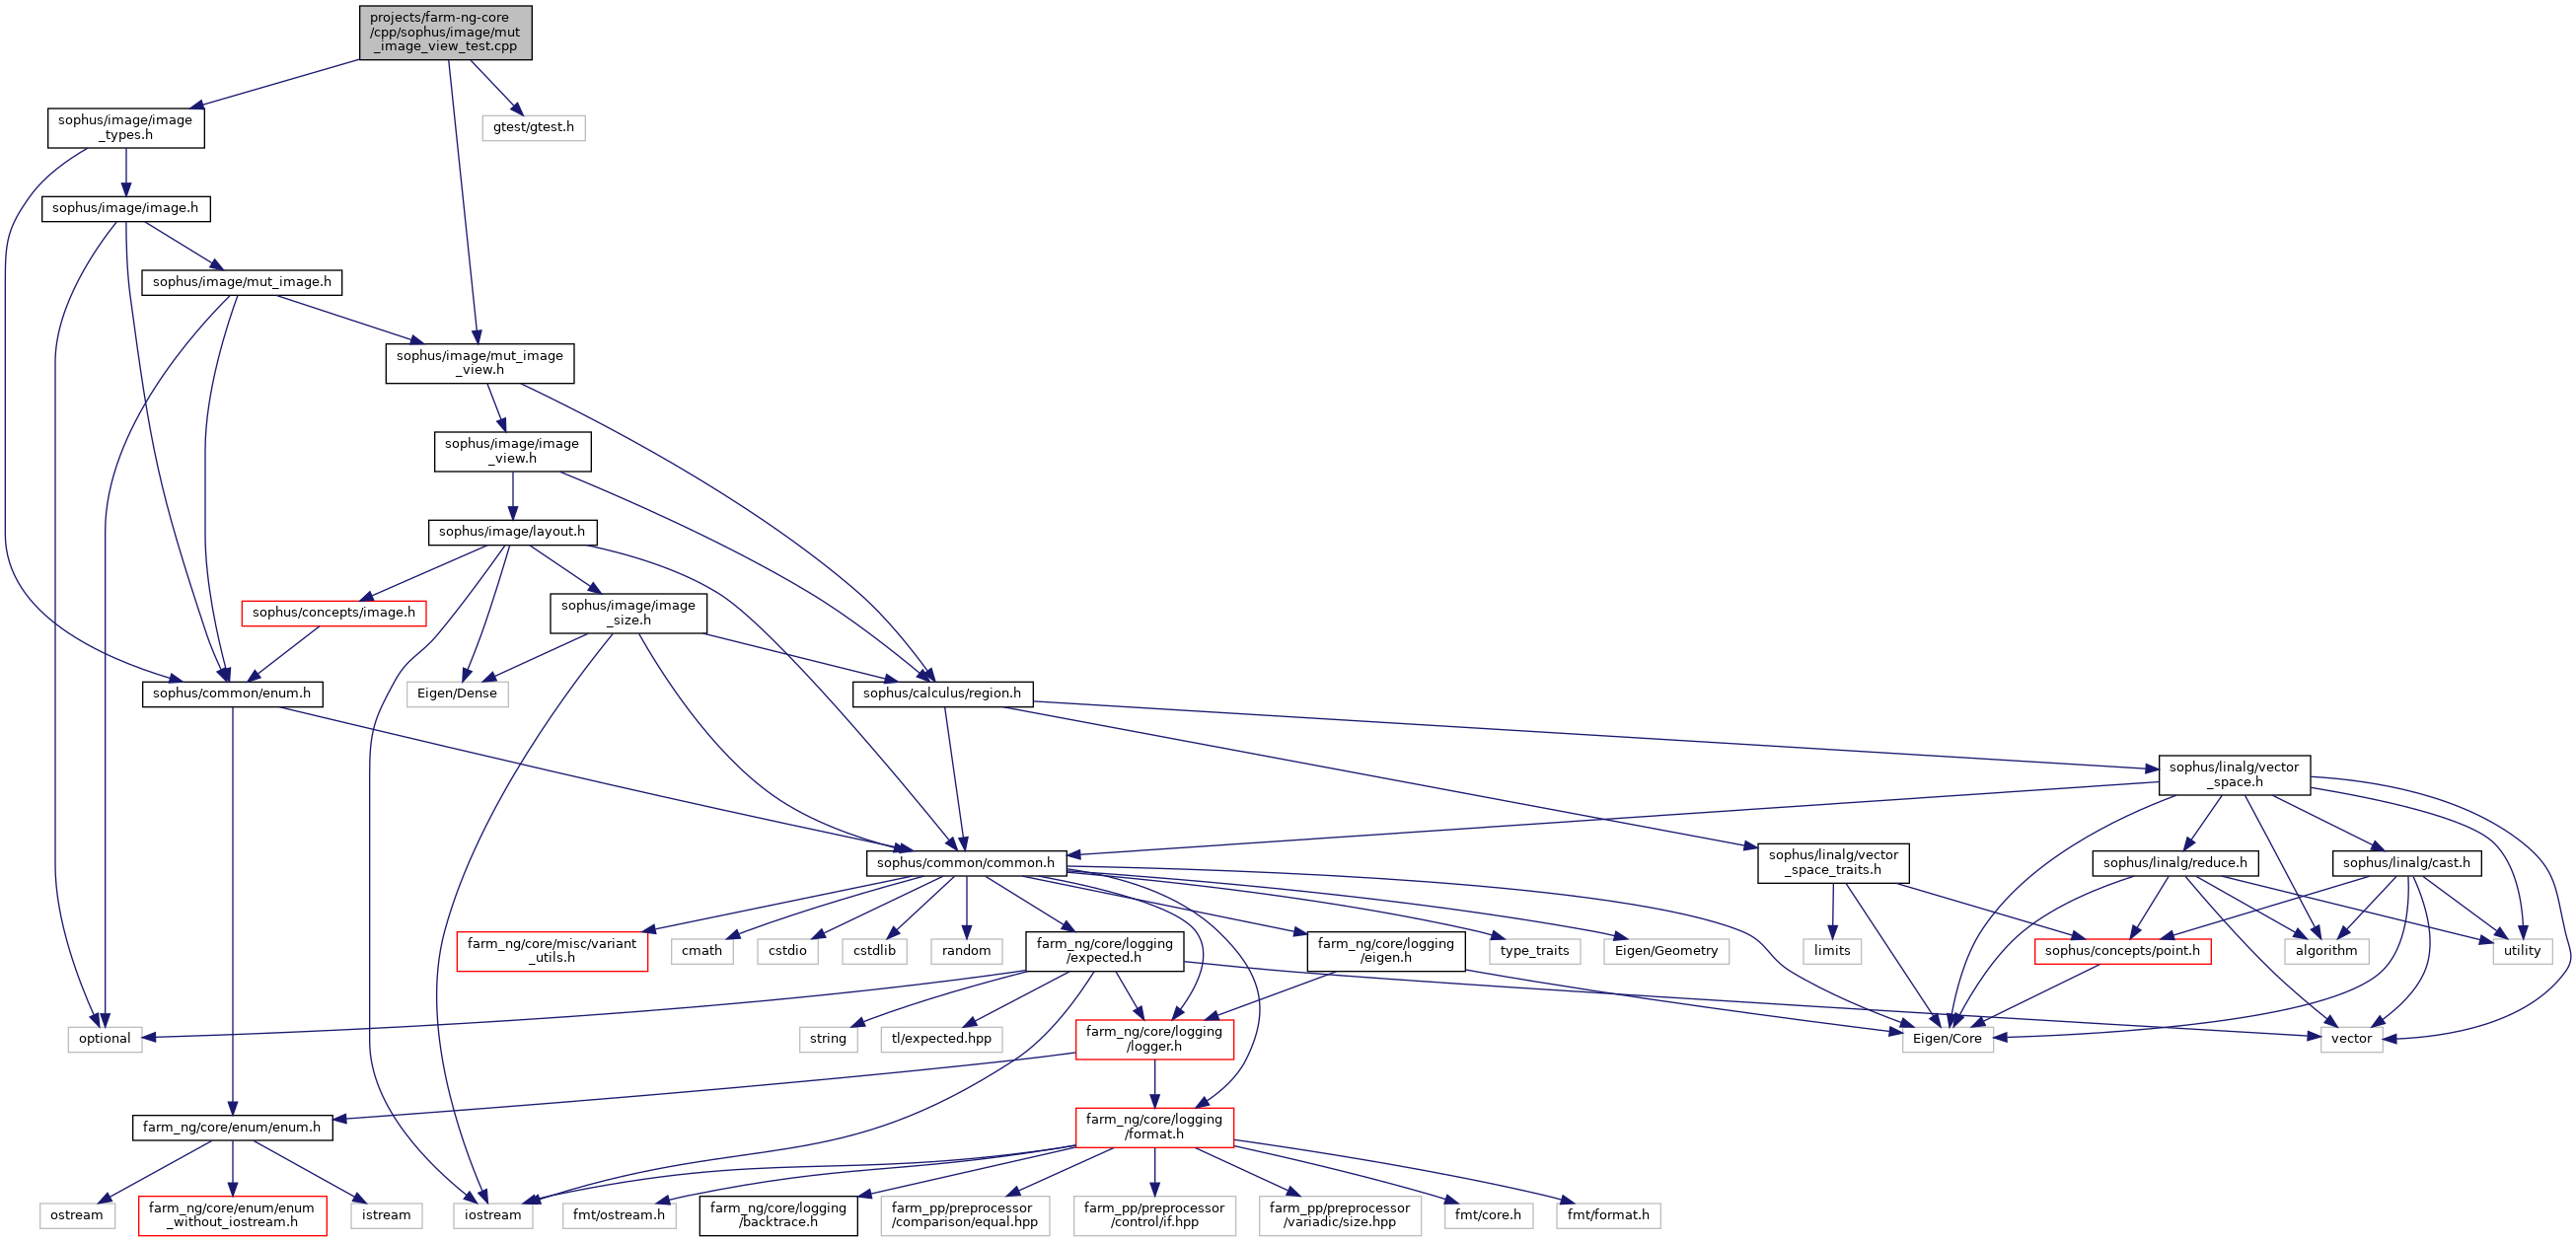 projects/farm-ng-core
/cpp/sophus/image/mut
_image_view_test.cpp
sophus/image/image
_types.h
gtest/gtest.h
sophus/image/image.h
sophus/image/mut_image.h
sophus/image/mut_image
_view.h
sophus/image/image
_view.h
sophus/image/layout.h
sophus/concepts/image.h
sophus/image/image
_size.h
sophus/common/enum.h
Eigen/Dense
sophus/calculus/region.h
sophus/linalg/vector
_space.h
sophus/common/common.h
sophus/linalg/vector
_space_traits.h
sophus/linalg/reduce.h
sophus/linalg/cast.h
farm_ng/core/misc/variant
_utils.h
cmath
cstdio
cstdlib
random
farm_ng/core/logging
/expected.h
farm_ng/core/logging
/eigen.h
type_traits
Eigen/Geometry
limits
sophus/concepts/point.h
algorithm
utility
optional
string
tl/expected.hpp
farm_ng/core/logging
/logger.h
Eigen/Core
vector
farm_ng/core/enum/enum.h
farm_ng/core/logging
/format.h
ostream
farm_ng/core/enum/enum
_without_iostream.h
istream
iostream
fmt/ostream.h
farm_ng/core/logging
/backtrace.h
farm_pp/preprocessor
/comparison/equal.hpp
farm_pp/preprocessor
/control/if.hpp
farm_pp/preprocessor
/variadic/size.hpp
fmt/core.h
fmt/format.h